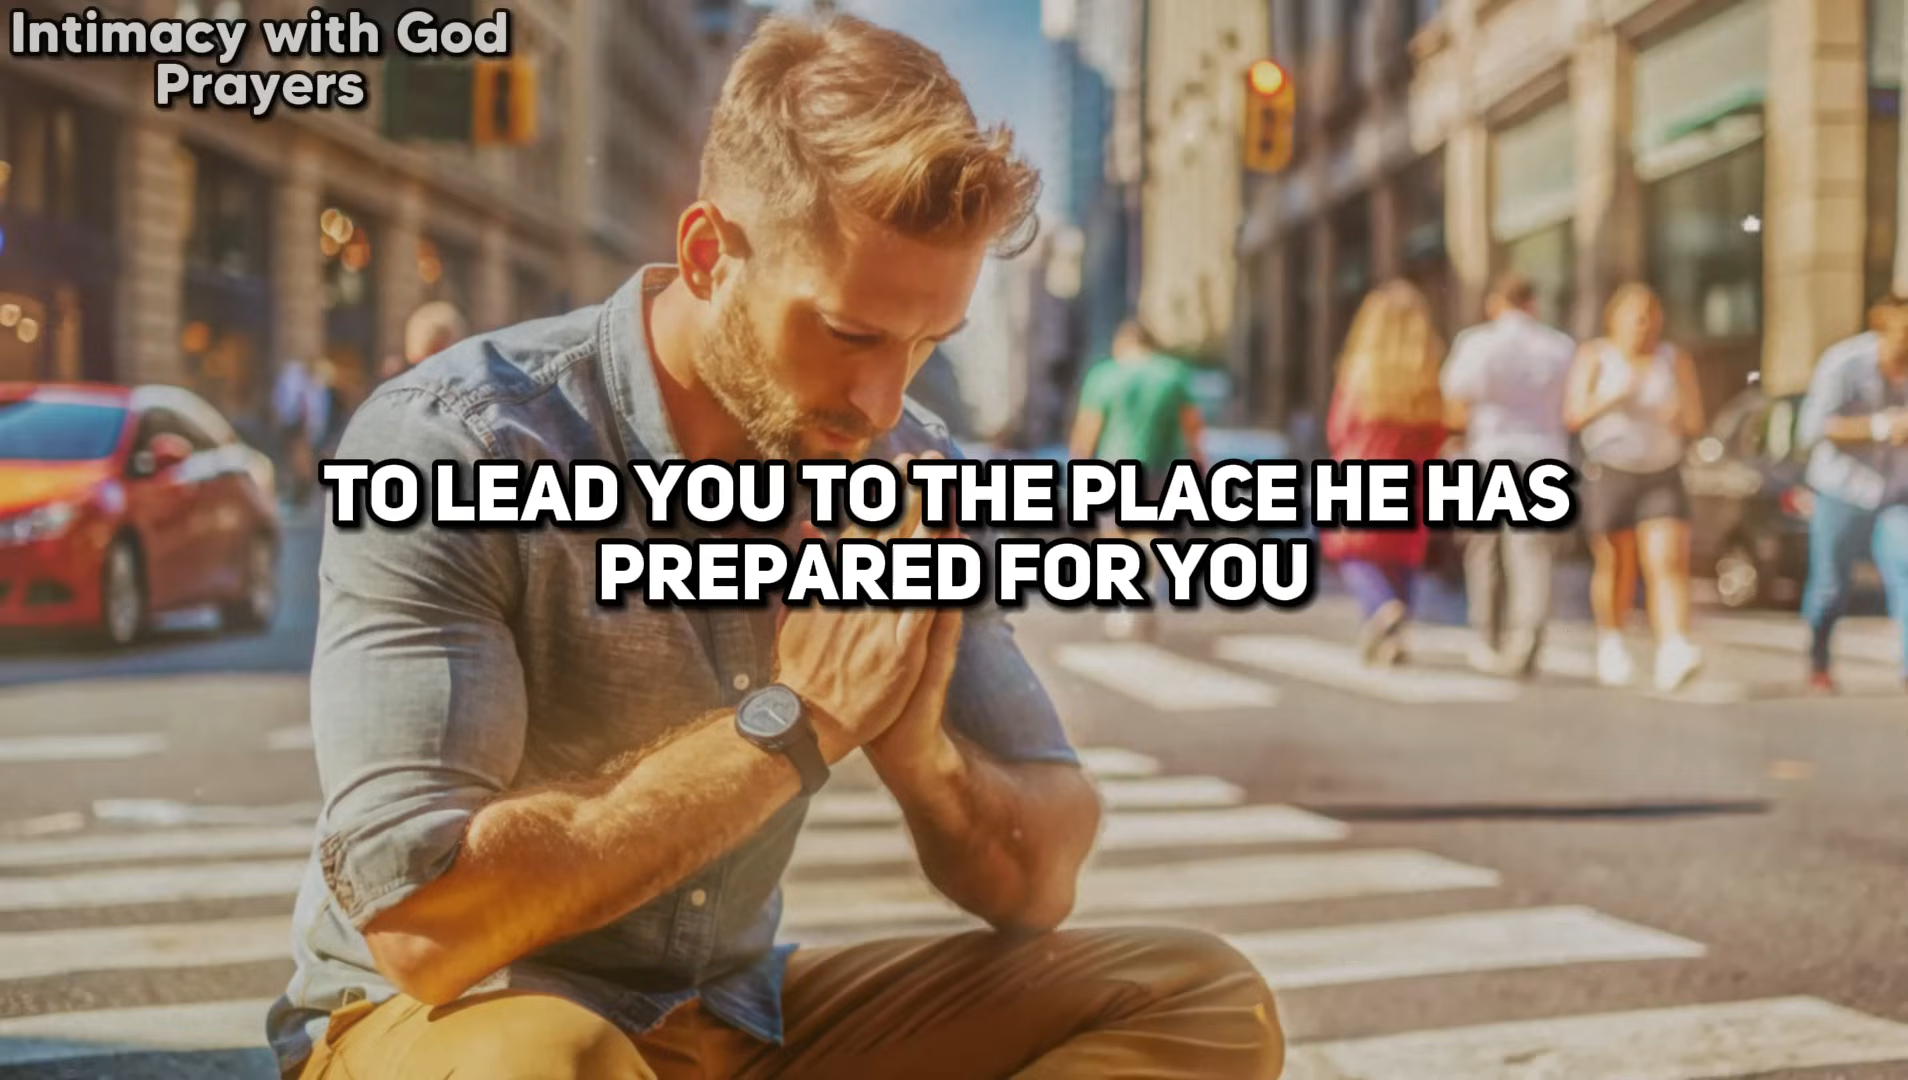 Intimacy with God
Prayers
TO LEAD YOU TO THE PLACE HE HAS
PREPARED FOR YOU